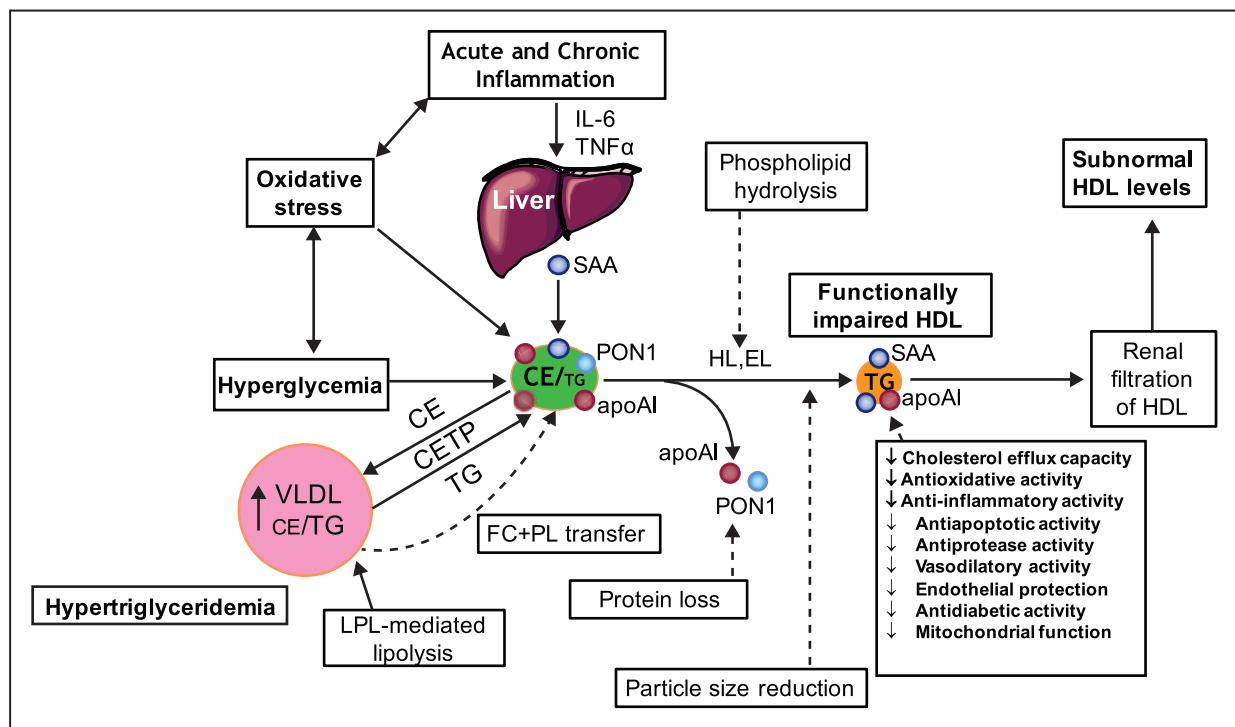 Acute and Chronic
Inflammation
IL-6
TNFα
Oxidative
stress
Liver
SAA
Phospholipid
hydrolysis
Subnormal
HDL levels
Functionally
impaired HDL
Hyperglycemia
PON1
CE/TG
apoAI
HL,EL
SAA
TG
apoAI
Renal
filtration
of HDL
CE
CETP
TG
VLDL
CE/TG
apoAI
PON1
FC+PL transfer
Protein loss
Hypertriglyceridemia
LPL-mediated
lipolysis
Particle size reduction
↓ Cholesterol efflux capacity
↓ Antioxidative activity
↓ Anti-inflammatory activity
↓ Antiapoptotic activity
↓ Antiprotease activity
↓ Vasodilatory activity
↓ Endothelial protection
↓ Antidiabetic activity
↓ Mitochondrial function